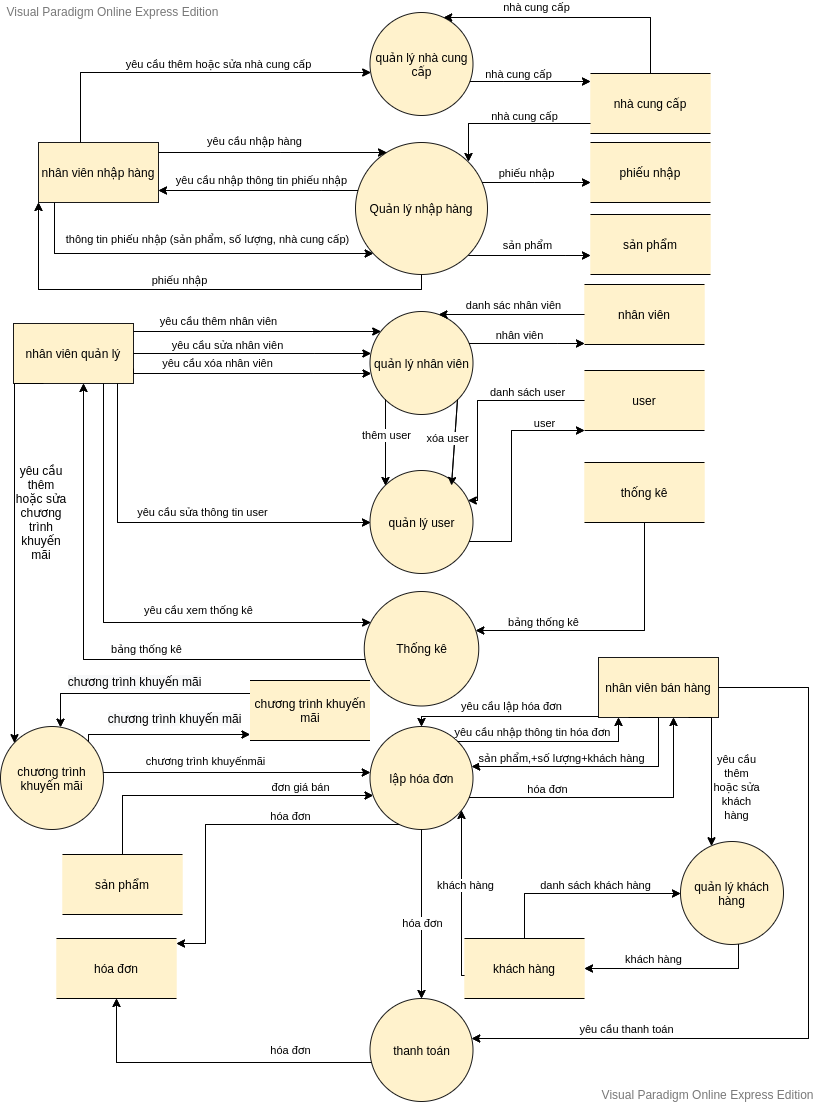 Visual Paradigm Online Express Edition
nhà cung cấp
quản lý nhà cung
cấp
yêu cầu thêm hoặc sửa nhà cung cấp
nhà cung cấp
nhà cung cấp
nhà cung cấp
yêu cầu nhập hàng
nhân viên nhập hàng
yêu cầu nhập thông tin phiếu nhập
Quản lý nhập hàng
phiếu nhập
phiếu nhập
thông tin phiếu nhập (sản phẩm, số lượng, nhà cung cấp)
sản phẩm
sản phẩm
phiếu nhập
danh sác nhân viên
nhân viên
yêu cầu thêm nhân viên
nhân viên
yêu cầu sửa nhân viên
nhân viên quản lý
yêu cầu xóa nhân viên
quản lý nhân viên
danh sách user
user
user
thêm user
xóa user
yêu cầu
thêm
hoặc sửa
chương
trình
khuyến
mãi
thống kê
yêu cầu sửa thông tin user
quản lý user
yêu cầu xem thống kê
bảng thống kê
Thống kê
bảng thống kê
chương trình khuyến mãi
chương trình khuyến
mãi
nhân viên bán hàng
yêu cầu lập hóa đơn
chương trình khuyến mãi
yêu cầu nhập thông tin hóa đơn
chương trình khuyếnmãi
sản phẩm,+số lượng+khách hàng
chương trình
khuyến mãi
lập hóa đơn
đơn giá bán
hóa đơn
yêu cầu
thêm
hoặc sửa
khách
hàng
hóa đơn
sản phẩm
khách hàng
danh sách khách hàng
quản lý khách
hàng
hóa đơn
khách hàng
hóa đơn
khách hàng
yêu cầu thanh toán
hóa đơn
thanh toán
Visual Paradigm Online Express Edition